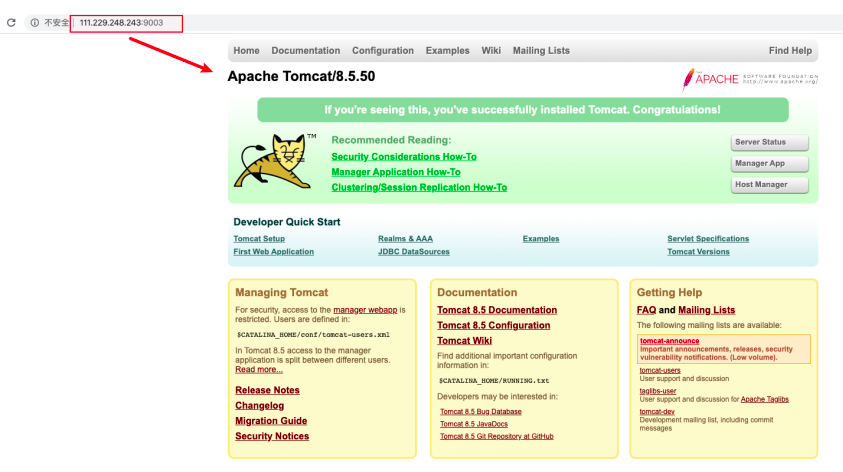 不安全 111.229.248.243:9003
Home Documentation Configuration Examples Wiki Mailing Lists Find Help
Apache Tomcat/8.5.50
THE
APACHE SOFTWARE FOUNDATION
http://www.apache.org/
If you're seeing this, you've successfully installed Tomcat. Congratulations!
TM
Recommended Reading:
Security Considerations How-To
Manager Application How-To
Clustering/Session Replication How-To
Server Status
Manager App
Host Manager
Developer Quick Start
Tomcat Setup
First Web Application
Realms & AAA
JDBC DataSources
Examples
Servlet Specifications
Tomcat Versions
Managing Tomcat
For security, access to the manager webapp is
restricted. Users are defined in:
$CATALINA_HOME/conf/tomcat-users.xml
In Tomcat 8.5 access to the manager
application is split between different users.
Read more...
Release Notes
Changelog
Migration Guide
Security Notices
Documentation
Tomcat 8.5 Documentation
Tomcat 8.5 Configuration
Tomcat Wiki
Find additional important configuration
information in:
$CATALINA_HOME/RUNNING.txt
Developers may be interested in:
Tomcat 8.5 Bug Database
Tomcat 8.5 JavaDocs
Tomcat 8.5 Git Repository at GitHub
Getting Help
FAQ and Mailing Lists
The following mailing lists are available:
tomcat-announce
Important announcements, releases, security
vulnerability notifications. (Low volume).
tomcat-users
User support and discussion
taglibs-user
User support and discussion for Apache Taglibs
tomcat-dev
Development mailing list, including commit
messages